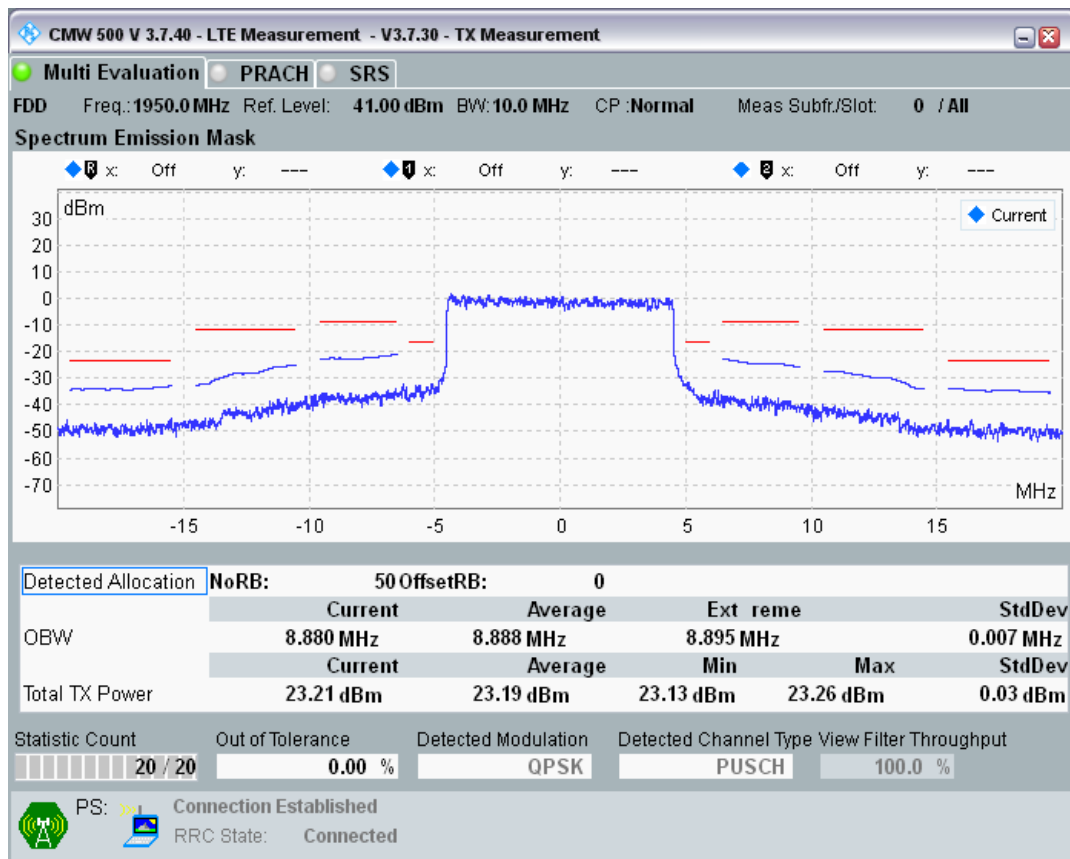 CMW 500 V 3.7.40 - LTE Measurement - V3.7.30 - TX Measurement
Multi Evaluation PRACH SRS
FDD Freq.:1950.0 MHz Ref. Level: 41.00 dBm BW:10.0 MHz CP :Normal Meas Subfr./Slot: 0 / All
Spectrum Emission Mask
R x: Off y: --- 1 x: Off y: --- 2 x: Off y: ---
dBm
Current
30
20
10
0
-10
-20
-30
-40
-50
-60
-70
MHz
-15 -10 -5 0 5 10 15
Detected Allocation NoRB: 50 OffsetRB: 0
Current Average Ext reme StdDev
OBW 8.880 MHz 8.888 MHz 8.895 MHz 0.007 MHz
Current Average Min Max StdDev
Total TX Power 23.21 dBm 23.19 dBm 23.13 dBm 23.26 dBm 0.03 dBm
Statistic Count Out of Tolerance Detected Modulation Detected Channel Type View Filter Throughput
20 / 20 0.00 % QPSK PUSCH 100.0 %
PS: Connection Established
RRC State: Connected